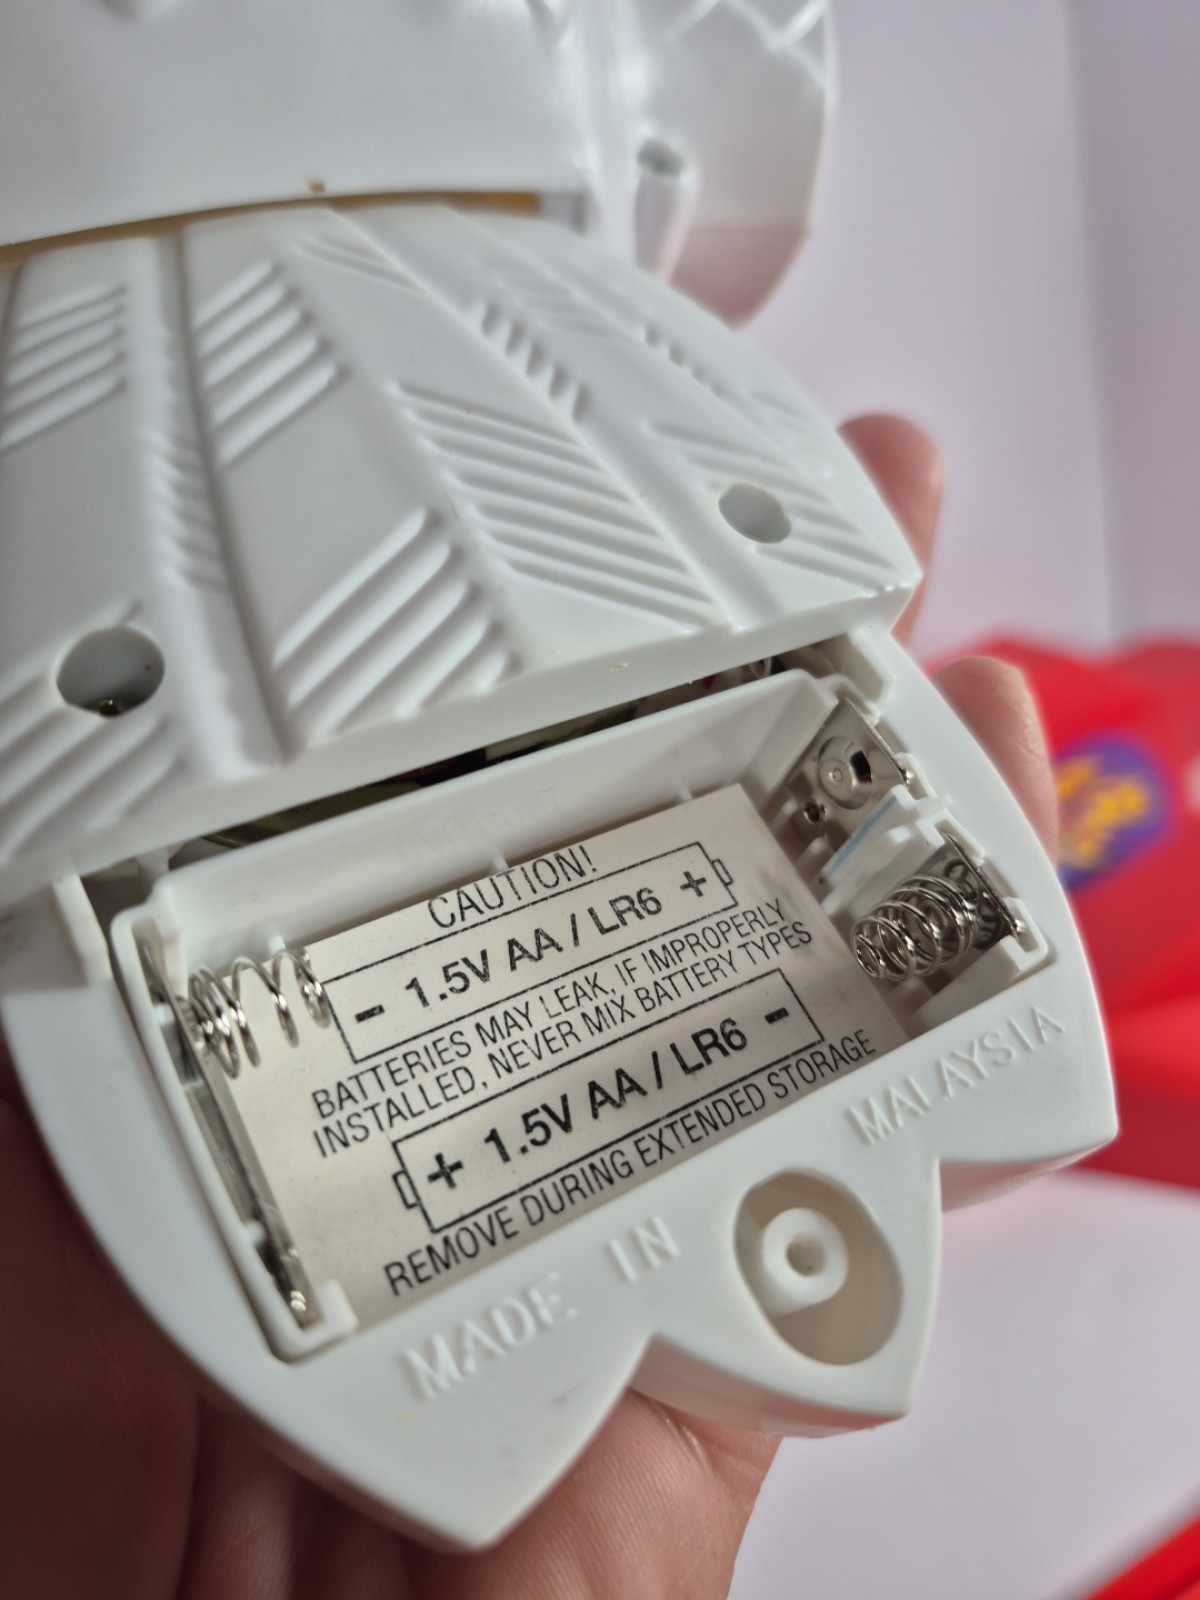 CAUTION!
- 1.5V AA / LR6 +
BATTERIES MAY LEAK, IF IMPROPERLY
INSTALLED, NEVER MIX BATTERY TYPES
+ 1.5V AA / LR6 -
REMOVE DURING EXTENDED STORAGE
MADE IN MALAYSIA